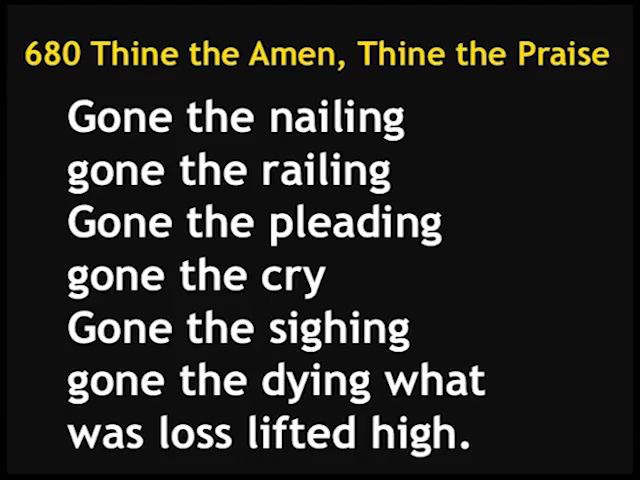 680 Thine the Amen, Thine the Praise
Gone the nailing
gone the railing
Gone the pleading
gone the cry
Gone the sighing
gone the dying what
was loss lifted high.